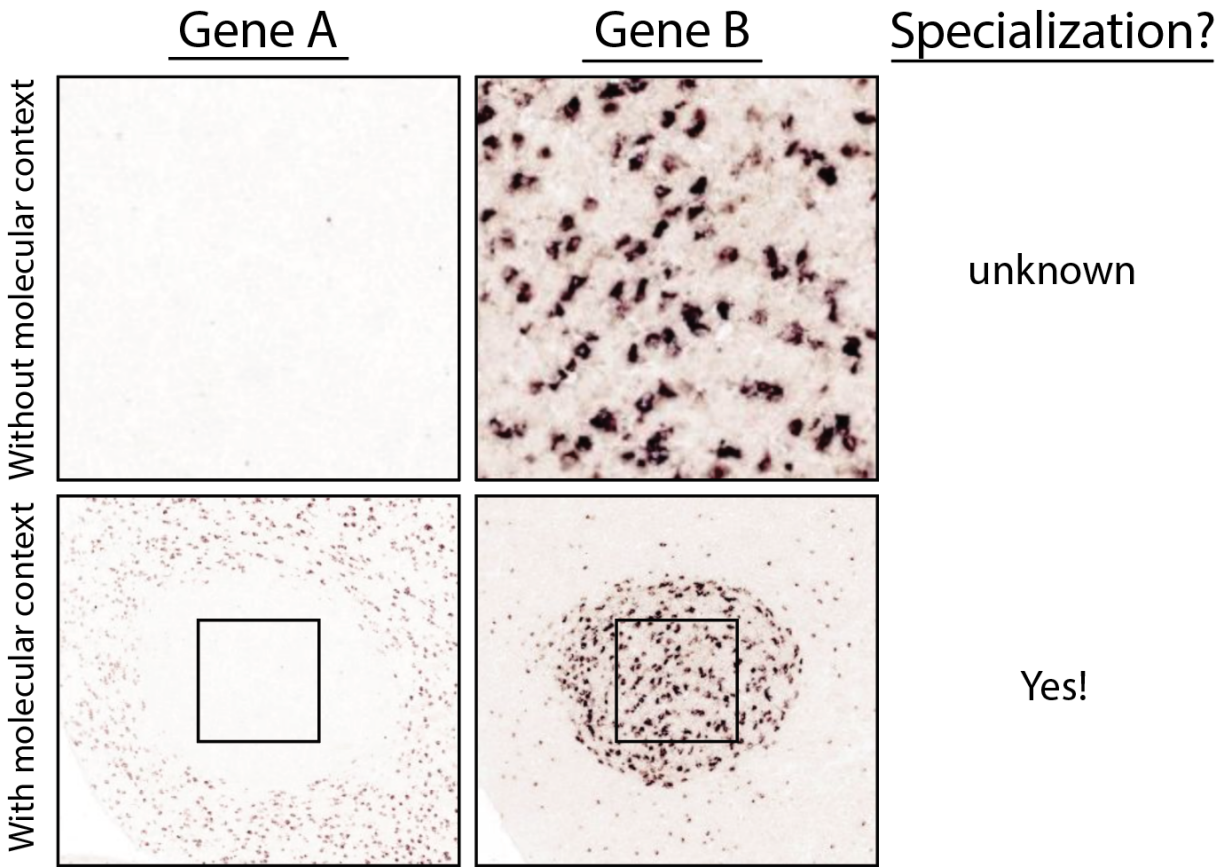 Gene A
Gene B
Specialization?
Without molecular context
unknown
With molecular context
Yes!